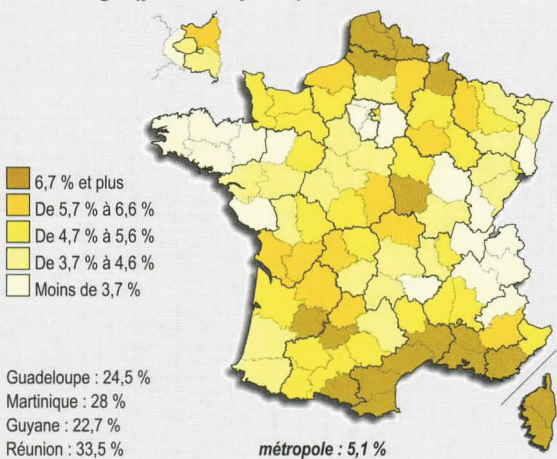 6,7 % et plus
De 5,7 % à 6,6 %
De 4,7 % à 5,6 %
De 3,7 % à 4,6 %
Moins de 3,7 %
Guadeloupe : 24,5 %
Martinique : 28 %
Guyane : 22,7 %
Réunion : 33,5 %
métropole : 5,1 %